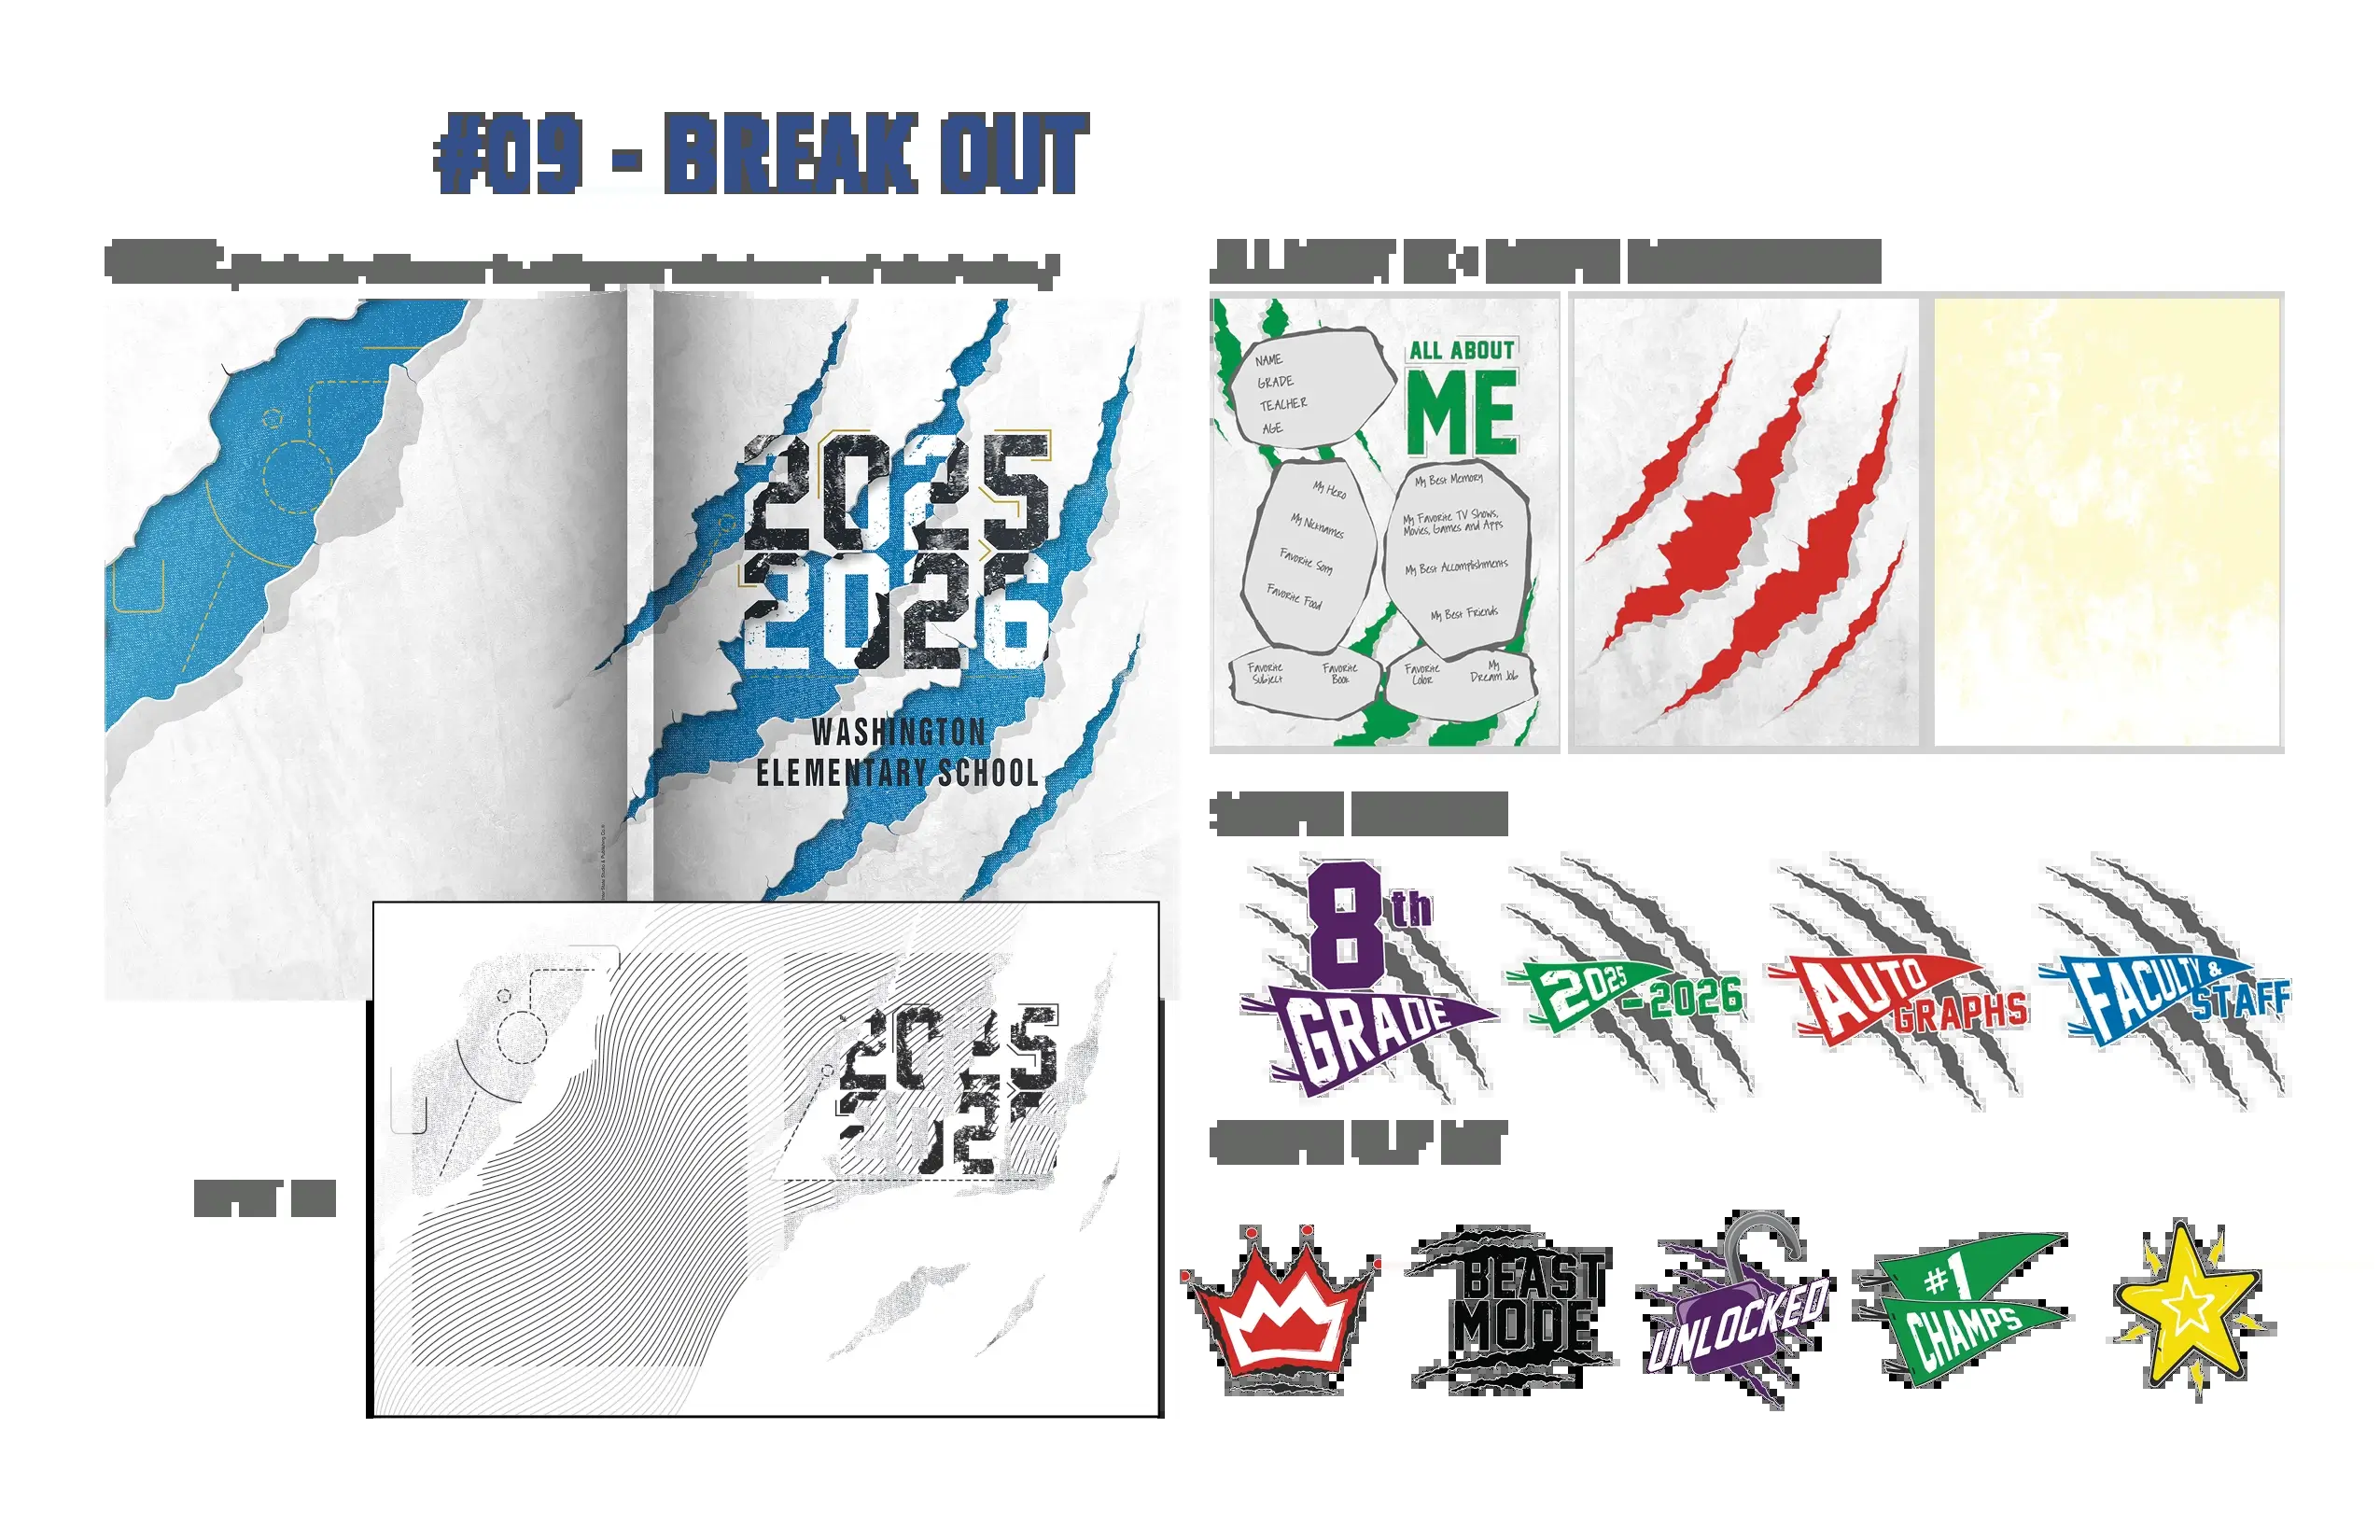 #09 - BREAK OUT
2025
2026
WASHINGTON
ELEMENTARY SCHOOL
2025
2026
ALL ABOUT
ME
NAME
GRADE
TEACHER
AGE
My Hero
My Nicknames
Favorite Song
Favorite Food
My Best Memory
My Favorite TV Shows,
Movies, Games and Apps
My Best Accomplishments
My Best Friends
Favorite
Subject
Favorite
Book
Favorite
Color
My
Dream Job
8th
GRADE
2025
-2026
AUTO
GRAPHS
FACULTY &
STAFF
BEAST
MODE
UNLOCKED
#1
CHAMPS